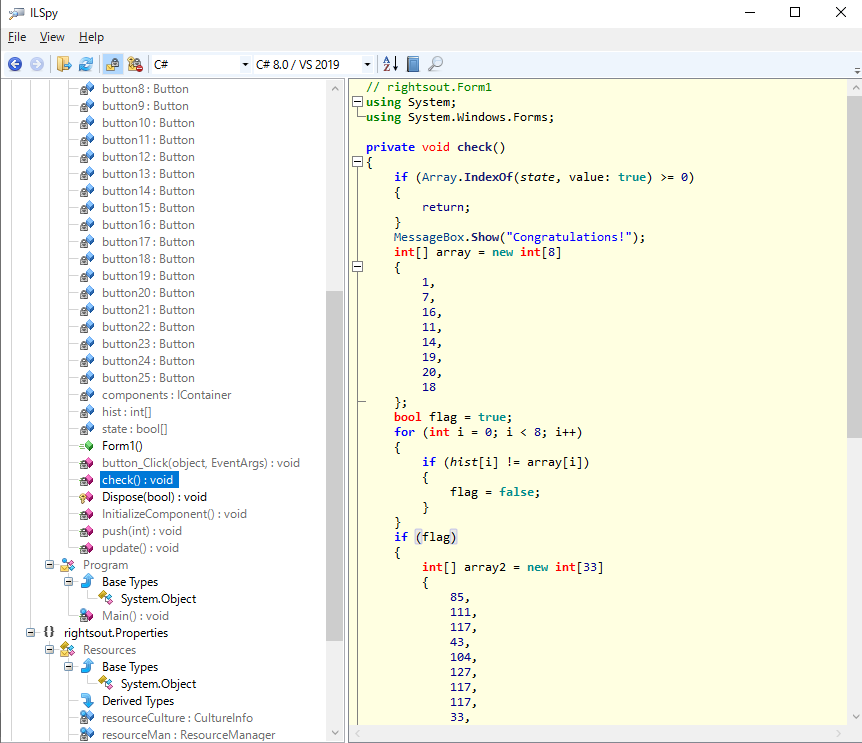 ILSpy
File View Help
C# C# 8.0 / VS 2019
button8 : Button
button9 : Button
button10 : Button
button11 : Button
button12 : Button
button13 : Button
button14 : Button
button15 : Button
button16 : Button
button17 : Button
button18 : Button
button19 : Button
button20 : Button
button21 : Button
button22 : Button
button23 : Button
button24 : Button
button25 : Button
components : IContainer
hist : int[]
state : bool[]
Form1()
button_Click(object, EventArgs) : void
check() : void
Dispose(bool) : void
InitializeComponent() : void
push(int) : void
update() : void
Program
Base Types
System.Object
Main() : void
{} rightsout.Properties
Resources
Base Types
System.Object
Derived Types
resourceCulture : CultureInfo
resourceMan : ResourceManager
// rightsout.Form1
using System;
using System.Windows.Forms;
private void check()
{
if (Array.IndexOf(state, value: true) >= 0)
{
return;
}
MessageBox.Show("Congratulations!");
int[] array = new int[8]
{
1,
7,
16,
11,
14,
19,
20,
18
};
bool flag = true;
for (int i = 0; i < 8; i++)
{
if (hist[i] != array[i])
{
flag = false;
}
}
if (flag)
{
int[] array2 = new int[33]
{
85,
111,
117,
43,
104,
127,
117,
117,
33,